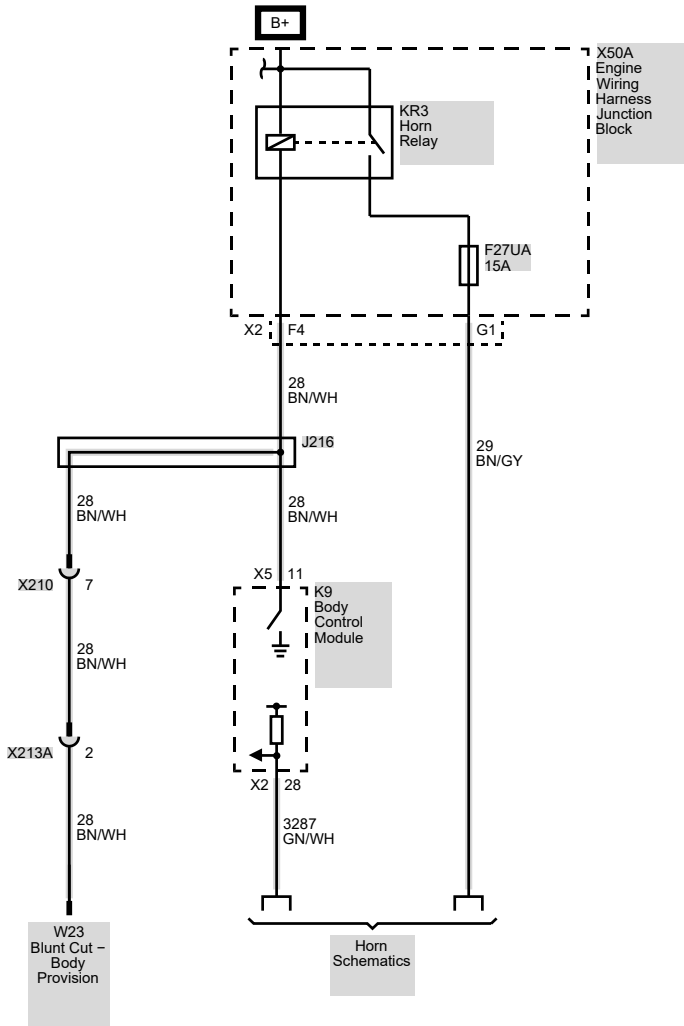 B+
X50A
Engine
Wiring
Harness
Junction
Block
KR3
Horn
Relay
F27UA
15A
X2 F4 G1
28
BN/WH
J216
29
BN/GY
28
BN/WH
28
BN/WH
X5 11
X210 7
K9
Body
Control
Module
28
BN/WH
X213A 2
X2 28
28
BN/WH
3287
GN/WH
W23
Blunt Cut –
Body
Provision
Horn
Schematics